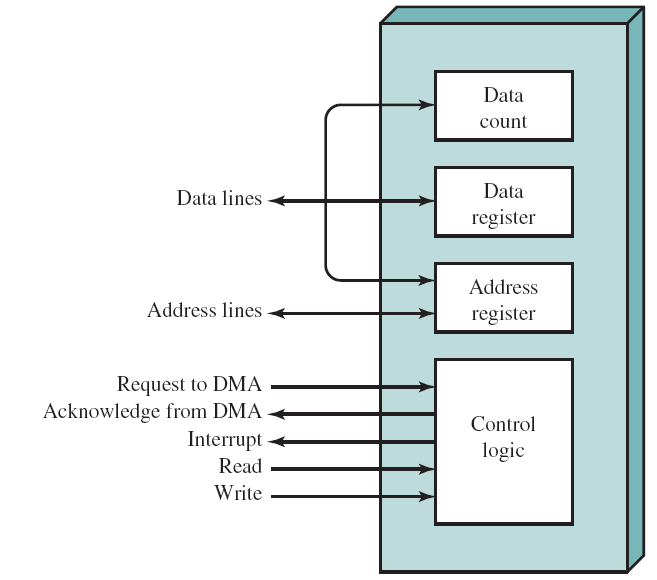 Data
count
Data lines
Data
register
Address lines
Address
register
Request to DMA
Acknowledge from DMA
Interrupt
Read
Write
Control
logic